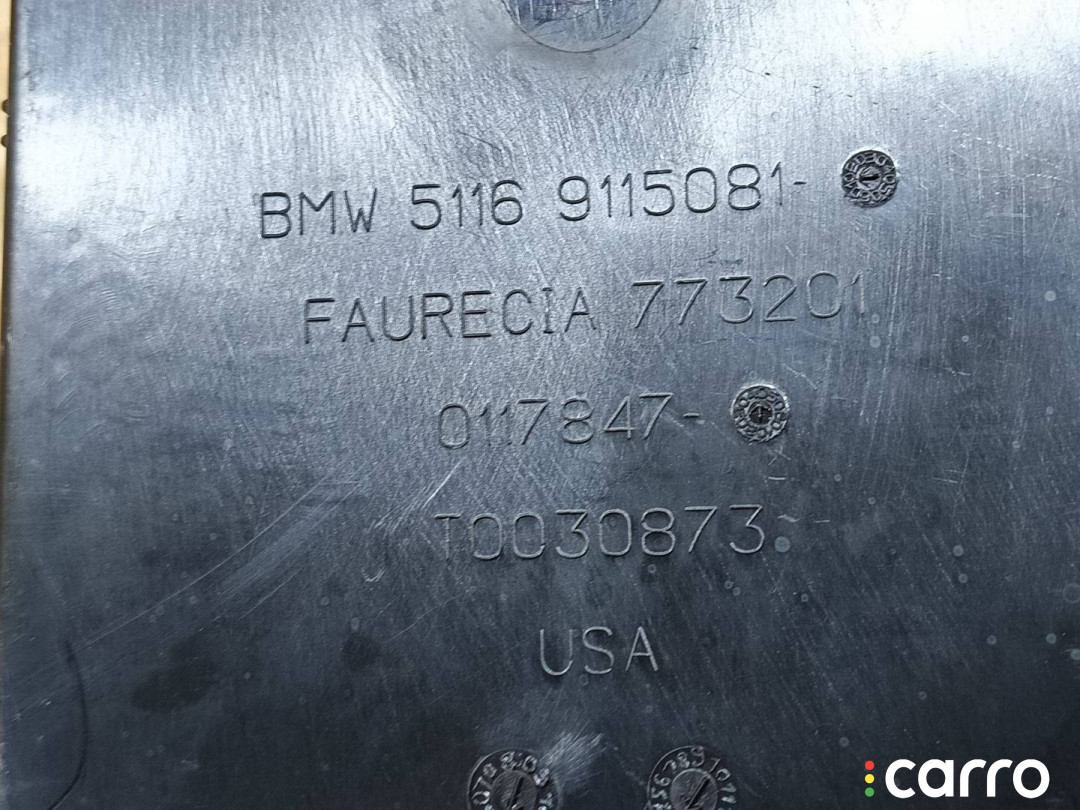 BMW 5116 9115081-
FAURECIA 773201
0117847-
T0030873
USA
carro